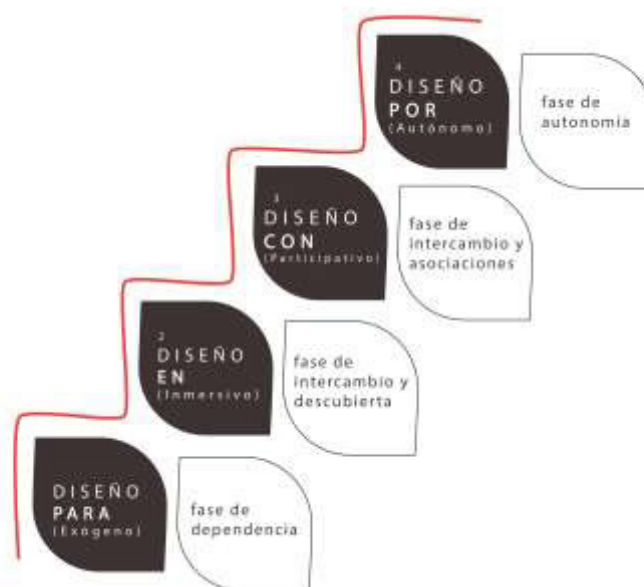 4
DISEÑO
POR
(Autónomo)
fase de
autonomía
3
DISEÑO
CON
(Participativo)
fase de
intercambio y
asociaciones
2
DISEÑO
EN
(Inmersivo)
fase de
intercambio y
descubierta
DISEÑO
PARA
(Exógeno)
fase de
dependencia